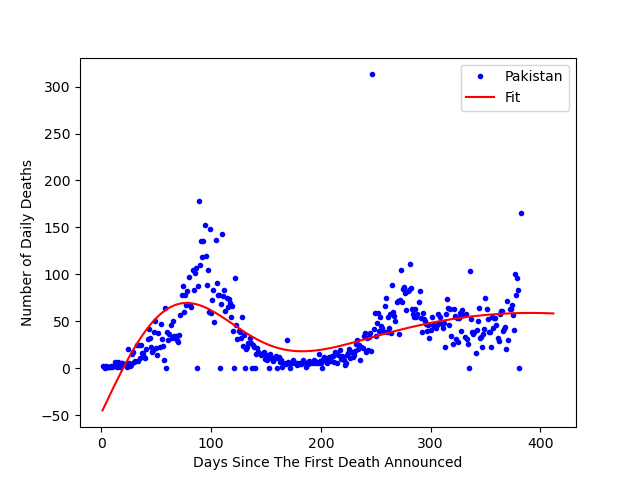 Pakistan
Fit
300
250
200
150
100
50
0
−50
Number of Daily Deaths
0 100 200 300 400
Days Since The First Death Announced